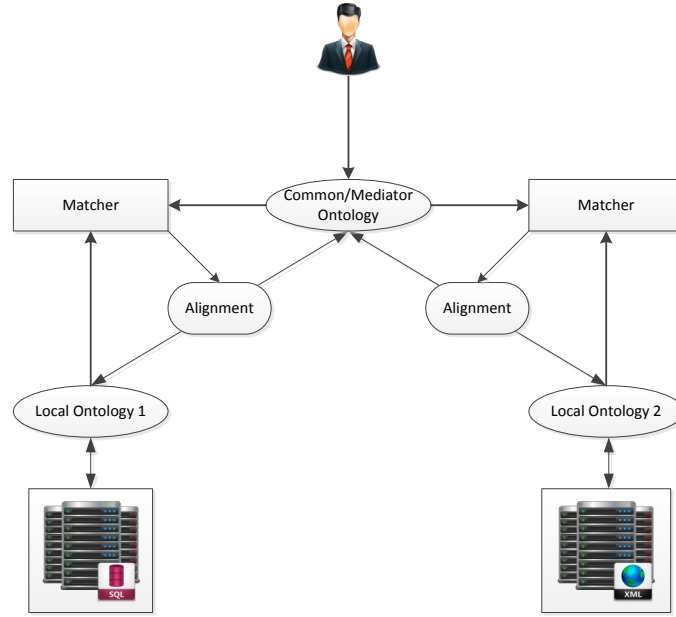 Common/Mediator
Ontology
Matcher
Matcher
Alignment
Alignment
Local Ontology 1
Local Ontology 2
SQL
XML